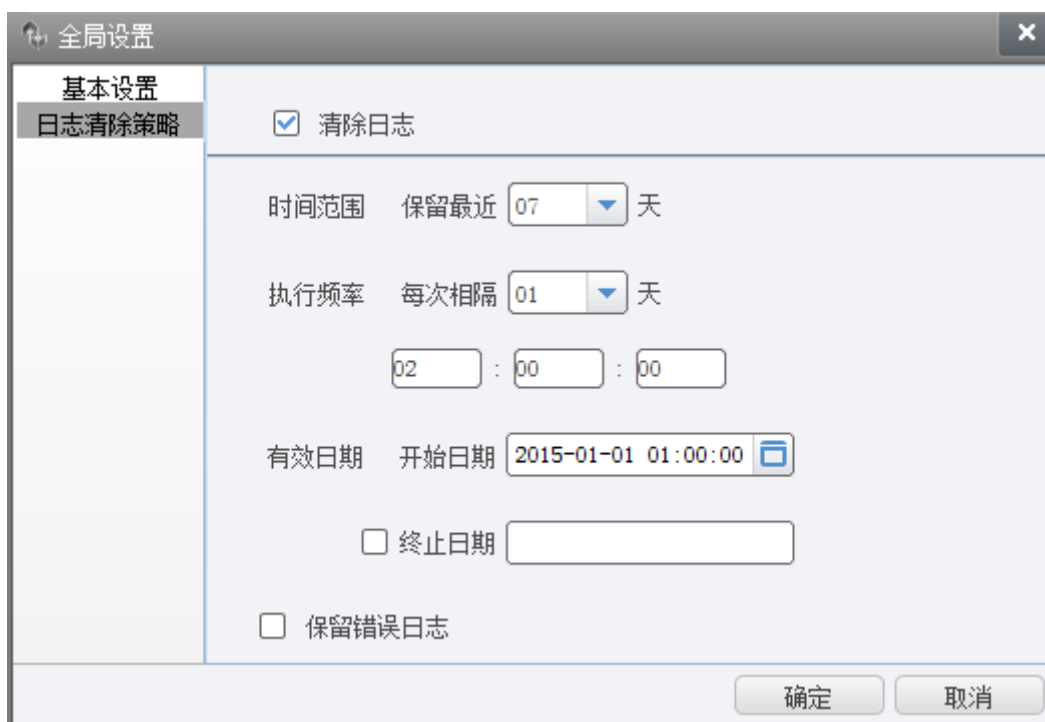 全局设置
基本设置
日志清除策略
清除日志
时间范围 保留最近 07 天
执行频率 每次相隔 01 天
02 : 00 : 00
有效日期 开始日期 2015-01-01 01:00:00
终止日期
保留错误日志
确定 取消